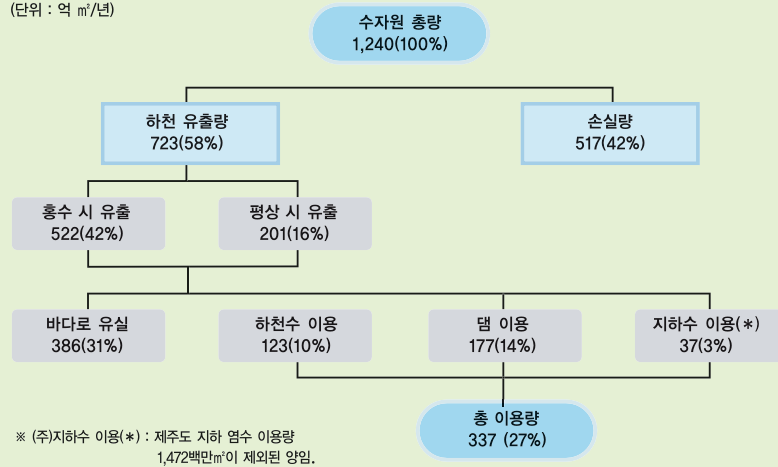 (단위 : 억 ㎥/년)
수자원 총량
1,240(100%)
하천 유출량
723(58%)
손실량
517(42%)
홍수 시 유출
522(42%)
평상 시 유출
201(16%)
바다로 유실
386(31%)
하천수 이용
123(10%)
댐 이용
177(14%)
지하수 이용(*)
37(3%)
총 이용량
337 (27%)
※ (주)지하수 이용(*) : 제주도 지하 염수 이용량
1,472백만㎥이 제외된 양임.